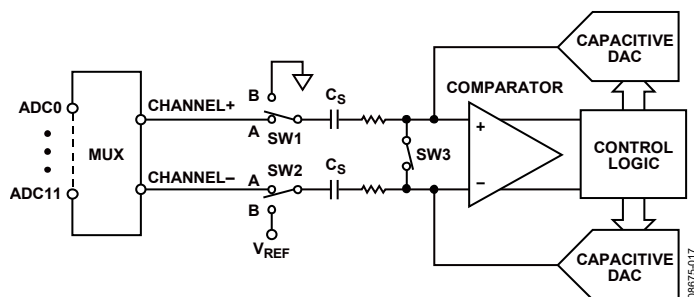 CAPACITIVE
DAC
B
COMPARATOR
ADC0
CHANNEL+
CS
A
SW1
+
MUX
SW3
CONTROL
LOGIC
CHANNEL–
A
SW2
CS
–
ADC11
B
VREF
CAPACITIVE
DAC
08675-017